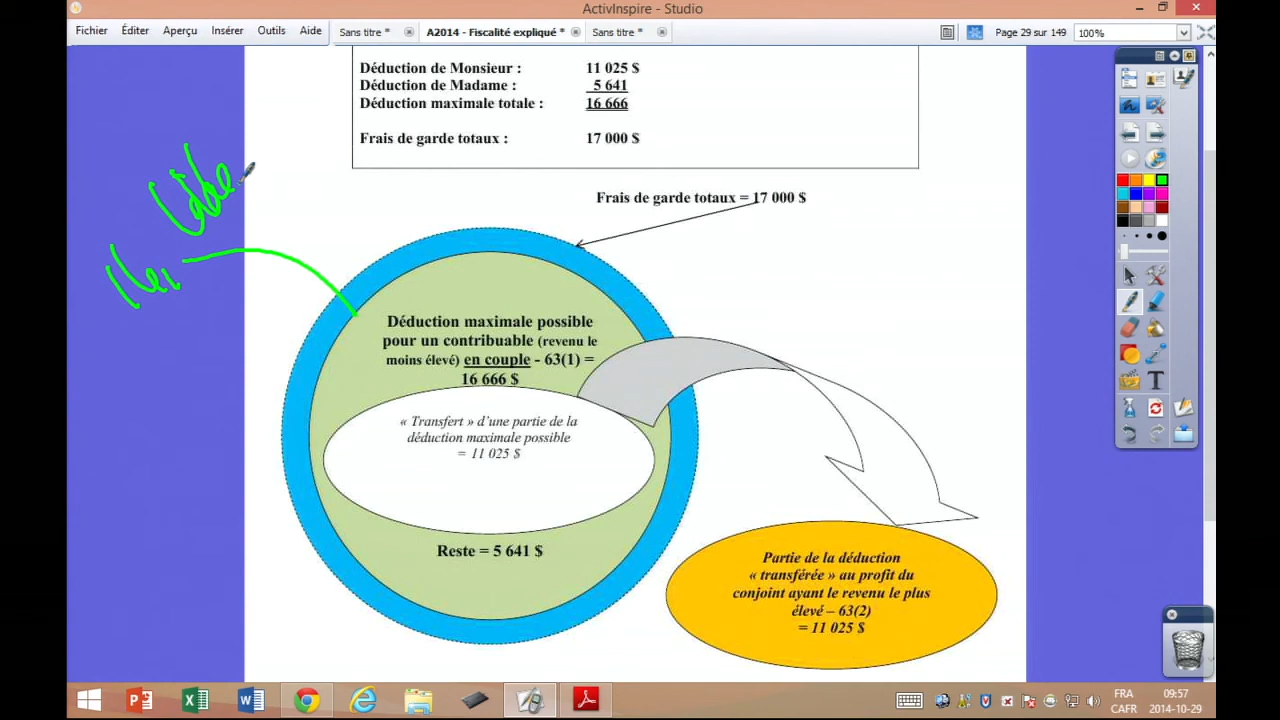 ActivInspire - Studio
Fichier Éditer Aperçu Insérer Outils Aide
Sans titre * A2014 - Fiscalité expliqué * Sans titre *
Page 29 sur 149 100%
Déduction de Monsieur : 11 025 $
Déduction de Madame : 5 641
Déduction maximale totale : 16 666
Frais de garde totaux : 17 000 $
Frais de garde totaux = 17 000 $
Déduction maximale possible
pour un contribuable (revenu le
moins élevé) en couple - 63(1) =
16 666 $
« Transfert » d’une partie de la
déduction maximale possible
= 11 025 $
Reste = 5 641 $
Partie de la déduction
« transférée » au profit du
conjoint ayant le revenu le plus
élevé – 63(2)
= 11 025 $
FRA
CAFR
09:57
2014-10-29